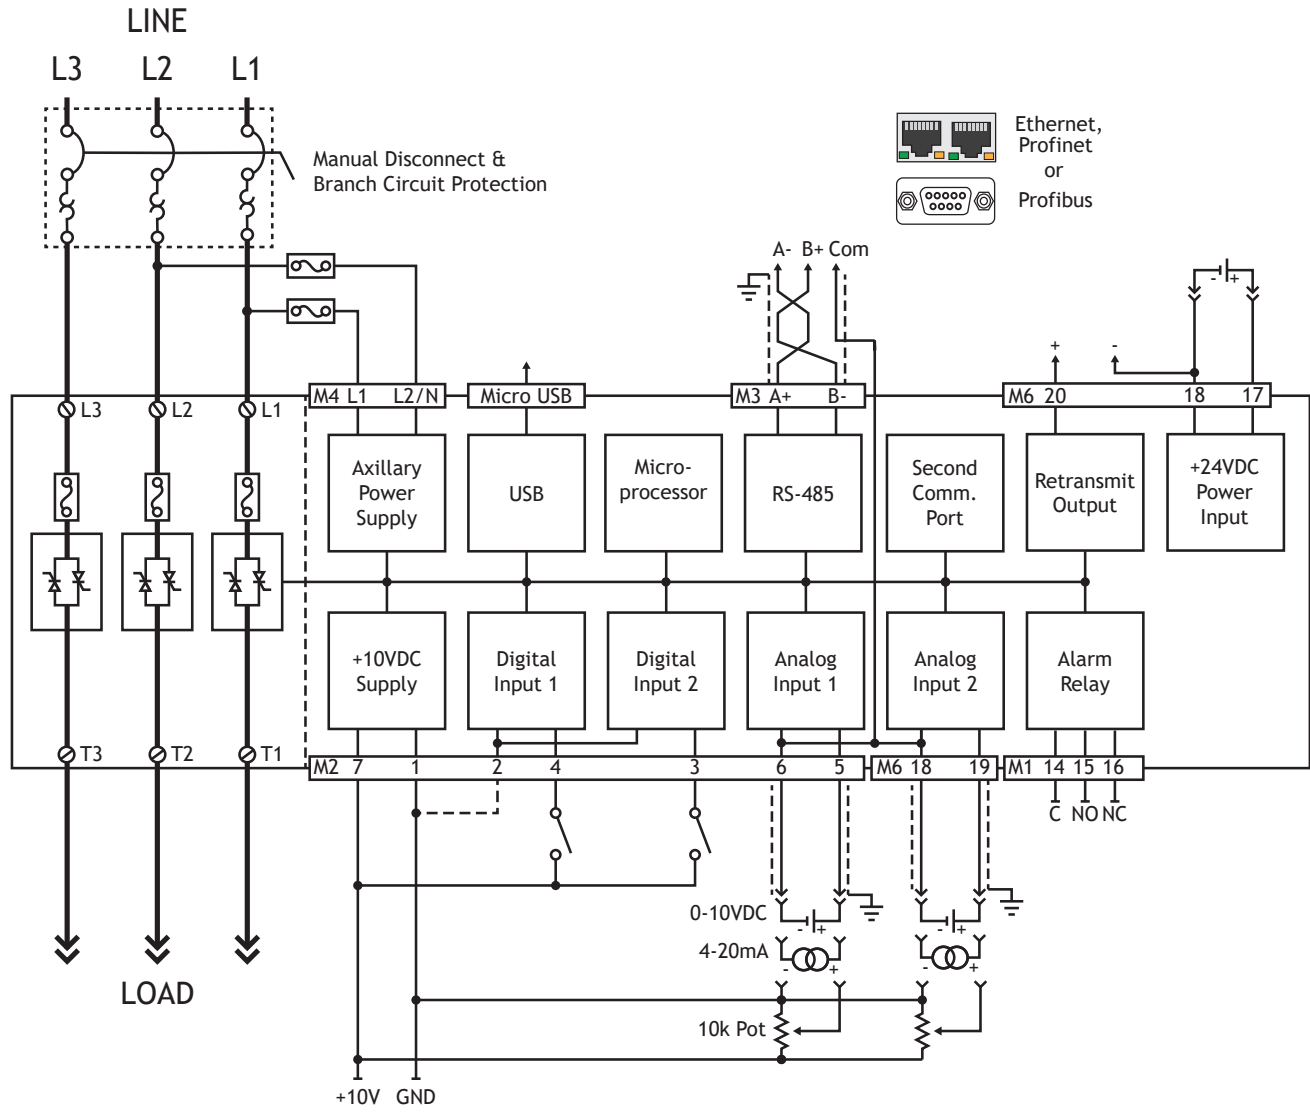 LINE
L3 L2 L1
Manual Disconnect &
Branch Circuit Protection
Ethernet,
Profinet
or
Profibus
A- B+ Com
- +
+ -
M4 L1 L2/N
Micro USB
M3 A+ B-
M6 20 18 17
L3 L2 L1
Axillary
Power
Supply
USB
Micro-
processor
RS-485
Second
Comm.
Port
Retransmit
Output
+24VDC
Power
Input
+10VDC
Supply
Digital
Input 1
Digital
Input 2
Analog
Input 1
Analog
Input 2
Alarm
Relay
T3 T2 T1
M2 7 1 2 4 3 6 5
M6 18 19
M1 14 15 16
C NO NC
0-10VDC
- +
- +
4-20mA
- +
- +
LOAD
10k Pot
+10V GND